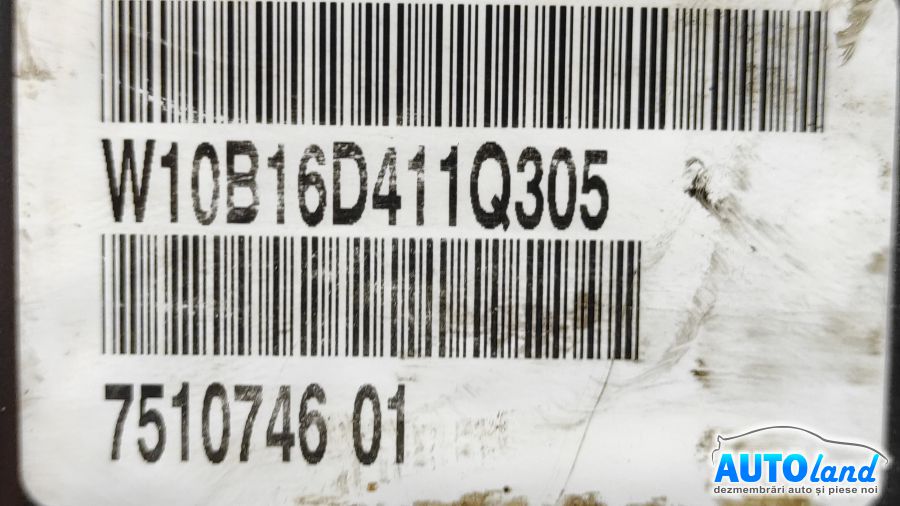 W10B16D411Q305
7510746 01
AUTOland
dezmembrări auto și piese noi